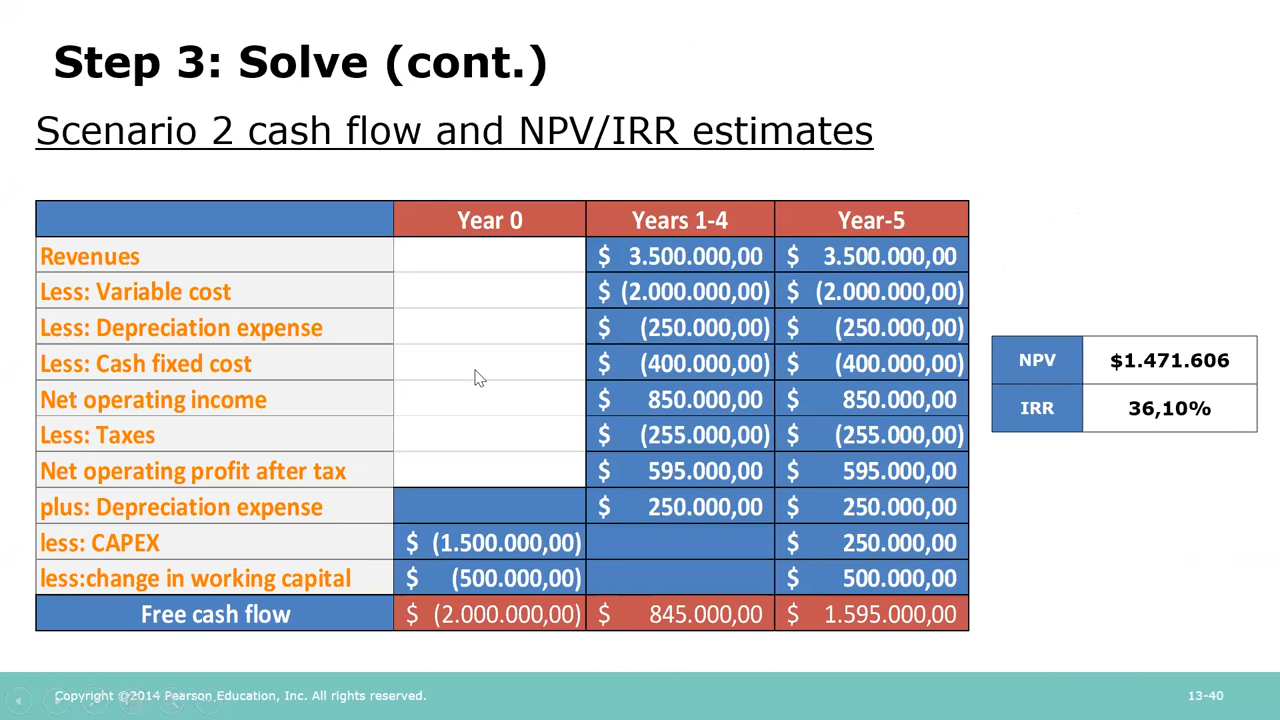 Step 3: Solve (cont.)
Scenario 2 cash flow and NPV/IRR estimates
Year 0 Years 1-4 Year-5
Revenues $ 3.500.000,00 $ 3.500.000,00
Less: Variable cost $ (2.000.000,00) $ (2.000.000,00)
Less: Depreciation expense $ (250.000,00) $ (250.000,00)
Less: Cash fixed cost $ (400.000,00) $ (400.000,00)
Net operating income $ 850.000,00 $ 850.000,00
Less: Taxes $ (255.000,00) $ (255.000,00)
Net operating profit after tax $ 595.000,00 $ 595.000,00
plus: Depreciation expense $ 250.000,00 $ 250.000,00
less: CAPEX $ (1.500.000,00) $ 250.000,00
less:change in working capital $ (500.000,00) $ 500.000,00
Free cash flow $ (2.000.000,00) $ 845.000,00 $ 1.595.000,00
NPV $1.471.606
IRR 36,10%
Copyright ©2014 Pearson Education, Inc. All rights reserved. 13-40